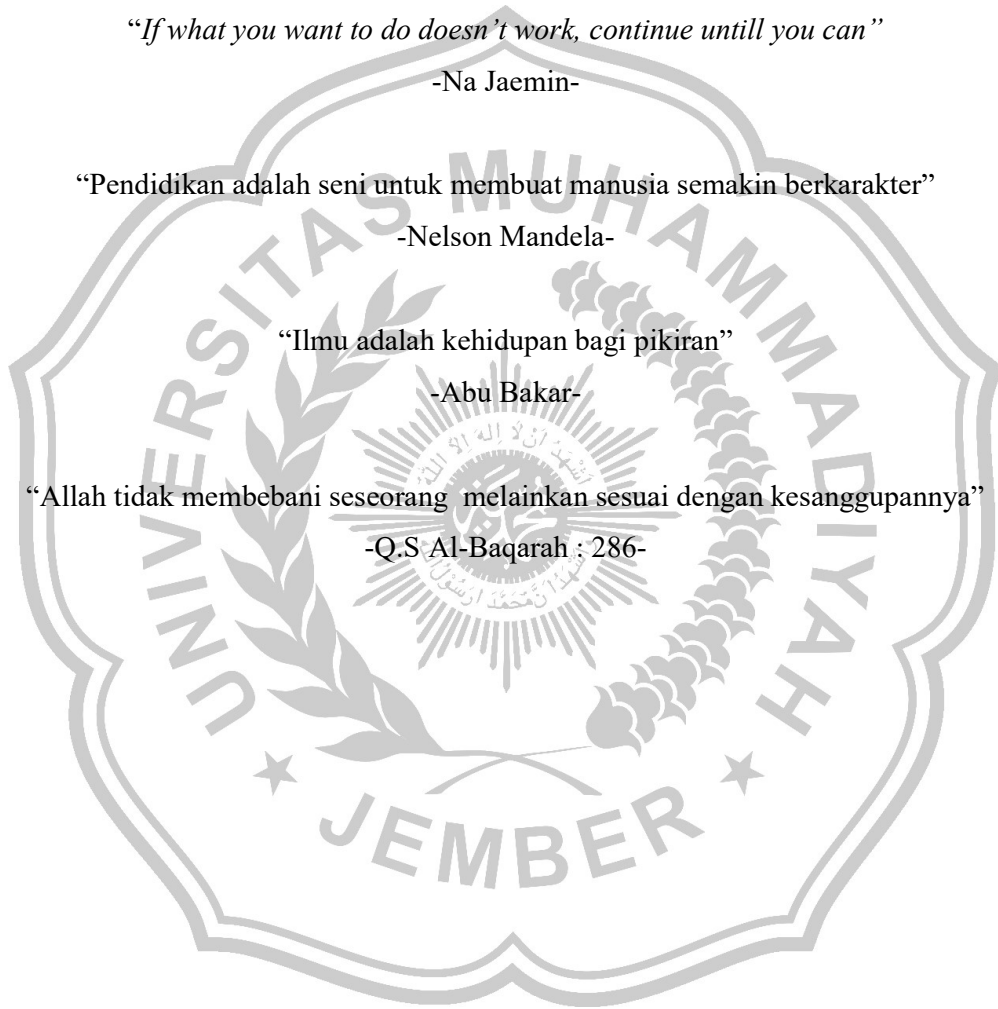 “If what you want to do doesn’t work, continue untill you can”
-Na Jaemin-
“Pendidikan adalah seni untuk membuat manusia semakin berkarakter”
-Nelson Mandela-
“Ilmu adalah kehidupan bagi pikiran”
-Abu Bakar-
“Allah tidak membebani seseorang  melainkan sesuai dengan kesanggupannya”
-Q.S Al-Baqarah : 286-
UNIVERSITAS MUHAMMADIYAH
JEMBER